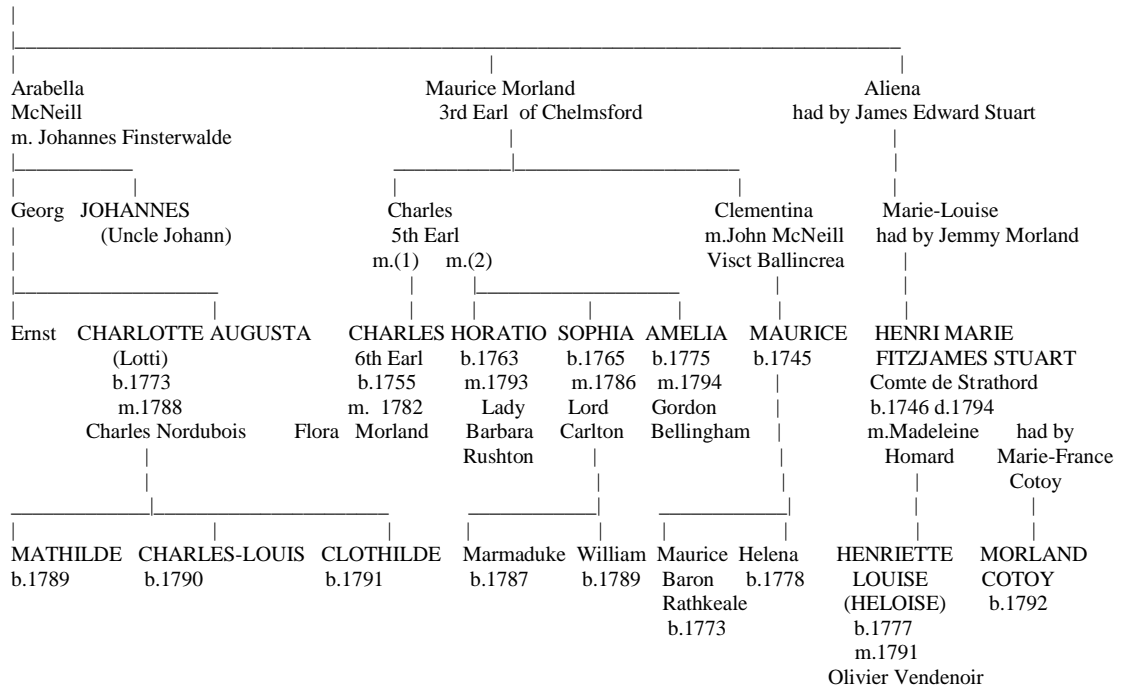 Arabella Maurice Morland Aliena
McNeill 3rd Earl of Chelmsford had by James Edward Stuart
m. Johannes Finsterwalde
Georg JOHANNES Charles Clementina Marie-Louise
(Uncle Johann) 5th Earl m.John McNeill had by Jemmy Morland
m.(1) m.(2) Visct Ballincrea
Ernst CHARLOTTE AUGUSTA CHARLES HORATIO SOPHIA AMELIA MAURICE HENRI MARIE
(Lotti) 6th Earl b.1763 b.1765 b.1775 b.1745 FITZJAMES STUART
b.1773 b.1755 m.1793 m.1786 m.1794 Comte de Strathord
m.1788 m. 1782 Lady Lord Gordon b.1746 d.1794
Charles Nordubois Flora Morland Barbara Carlton Bellingham m.Madeleine had by
Rushton Homard Marie-France
Cotoy
MATHILDE CHARLES-LOUIS CLOTHILDE Marmaduke William Maurice Helena HENRIETTE MORLAND
b.1789 b.1790 b.1791 b.1787 b.1789 Baron b.1778 LOUISE COTOY
Rathkeale (HELOISE) b.1792
b.1773 b.1777
m.1791
Olivier Vendenoir